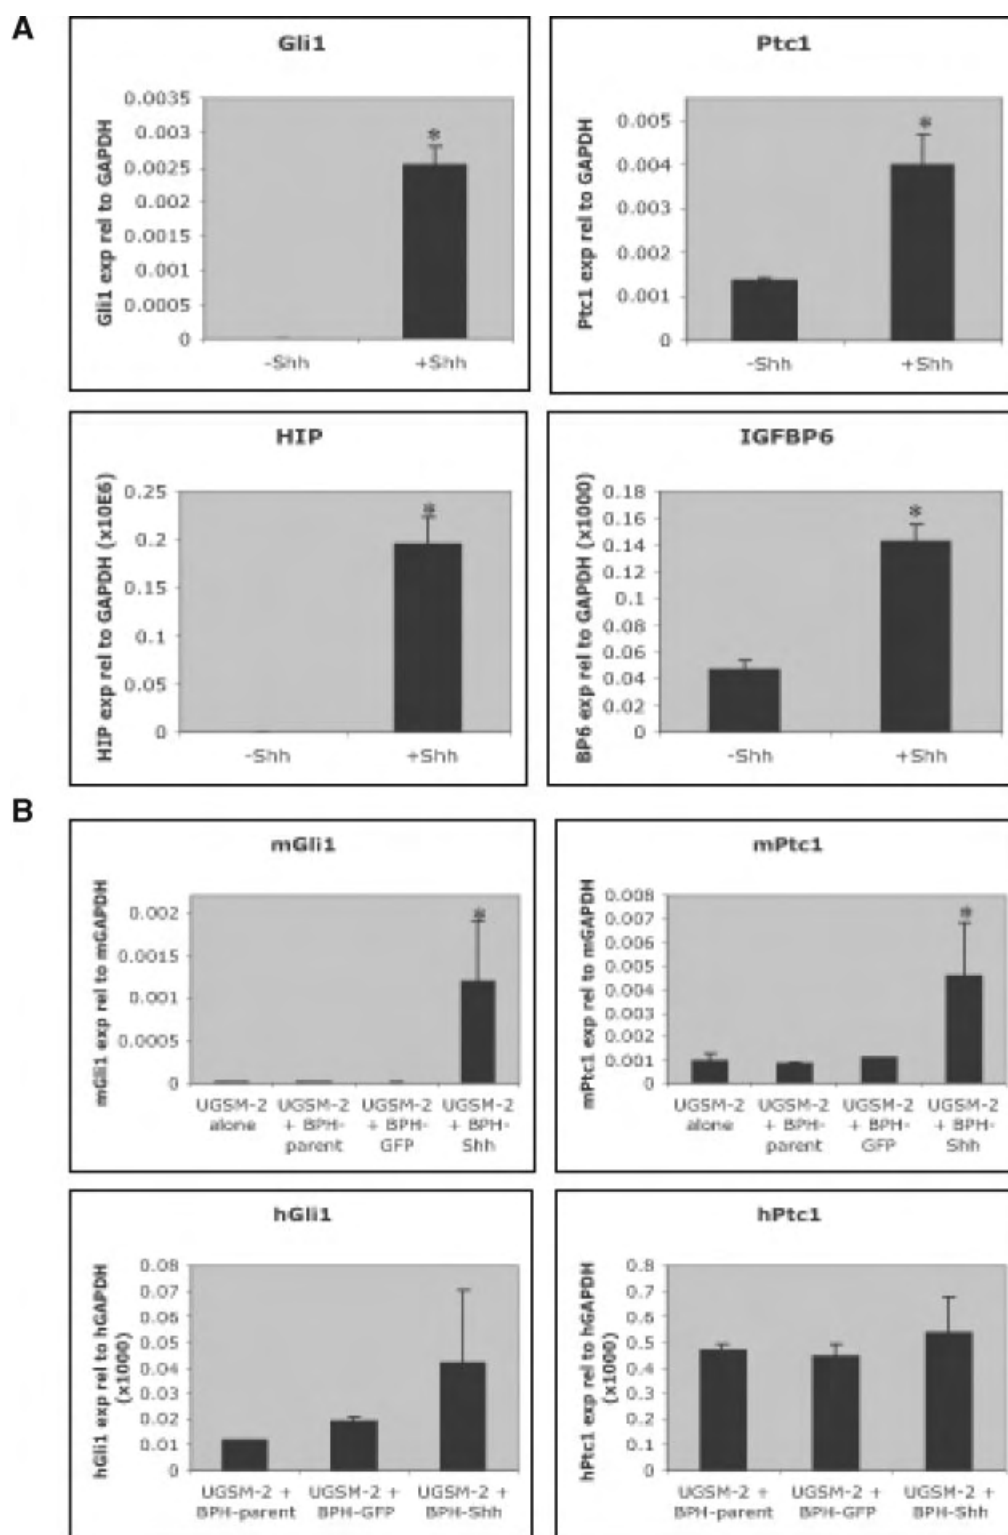 A
Gli1
Gli1 exp rel to GAPDH
0.0035
0.003
0.0025
0.002
0.0015
0.001
0.0005
0
*
-Shh
+Shh
Ptc1
Ptc1 exp rel to GAPDH
0.005
0.004
0.003
0.002
0.001
0
*
-Shh
+Shh
HIP
HIP exp rel to GAPDH (x10E6)
0.25
0.2
0.15
0.1
0.05
0
*
-Shh
+Shh
IGFBP6
BP6 exp rel to GAPDH (x1000)
0.18
0.16
0.14
0.12
0.1
0.08
0.06
0.04
0.02
0
*
-Shh
+Shh
B
mGli1
mGli1 exp rel to mGAPDH
0.002
0.0015
0.001
0.0005
0
*
UGSM-2 alone
UGSM-2 + BPH-parent
UGSM-2 + BPH-GFP
UGSM-2 + BPH-Shh
mPtc1
mPtc1 exp rel to mGAPDH
0.008
0.007
0.006
0.005
0.004
0.003
0.002
0.001
0
*
UGSM-2 alone
UGSM-2 + BPH-parent
UGSM-2 + BPH-GFP
UGSM-2 + BPH-Shh
hGli1
hGli1 exp rel to hGAPDH
(x1000)
0.08
0.07
0.06
0.05
0.04
0.03
0.02
0.01
0
UGSM-2 + BPH-parent
UGSM-2 + BPH-GFP
UGSM-2 + BPH-Shh
hPtc1
hPtc1 exp rel to hGAPDH
(x1000)
0.8
0.7
0.6
0.5
0.4
0.3
0.2
0.1
0
UGSM-2 + BPH-parent
UGSM-2 + BPH-GFP
UGSM-2 + BPH-Shh